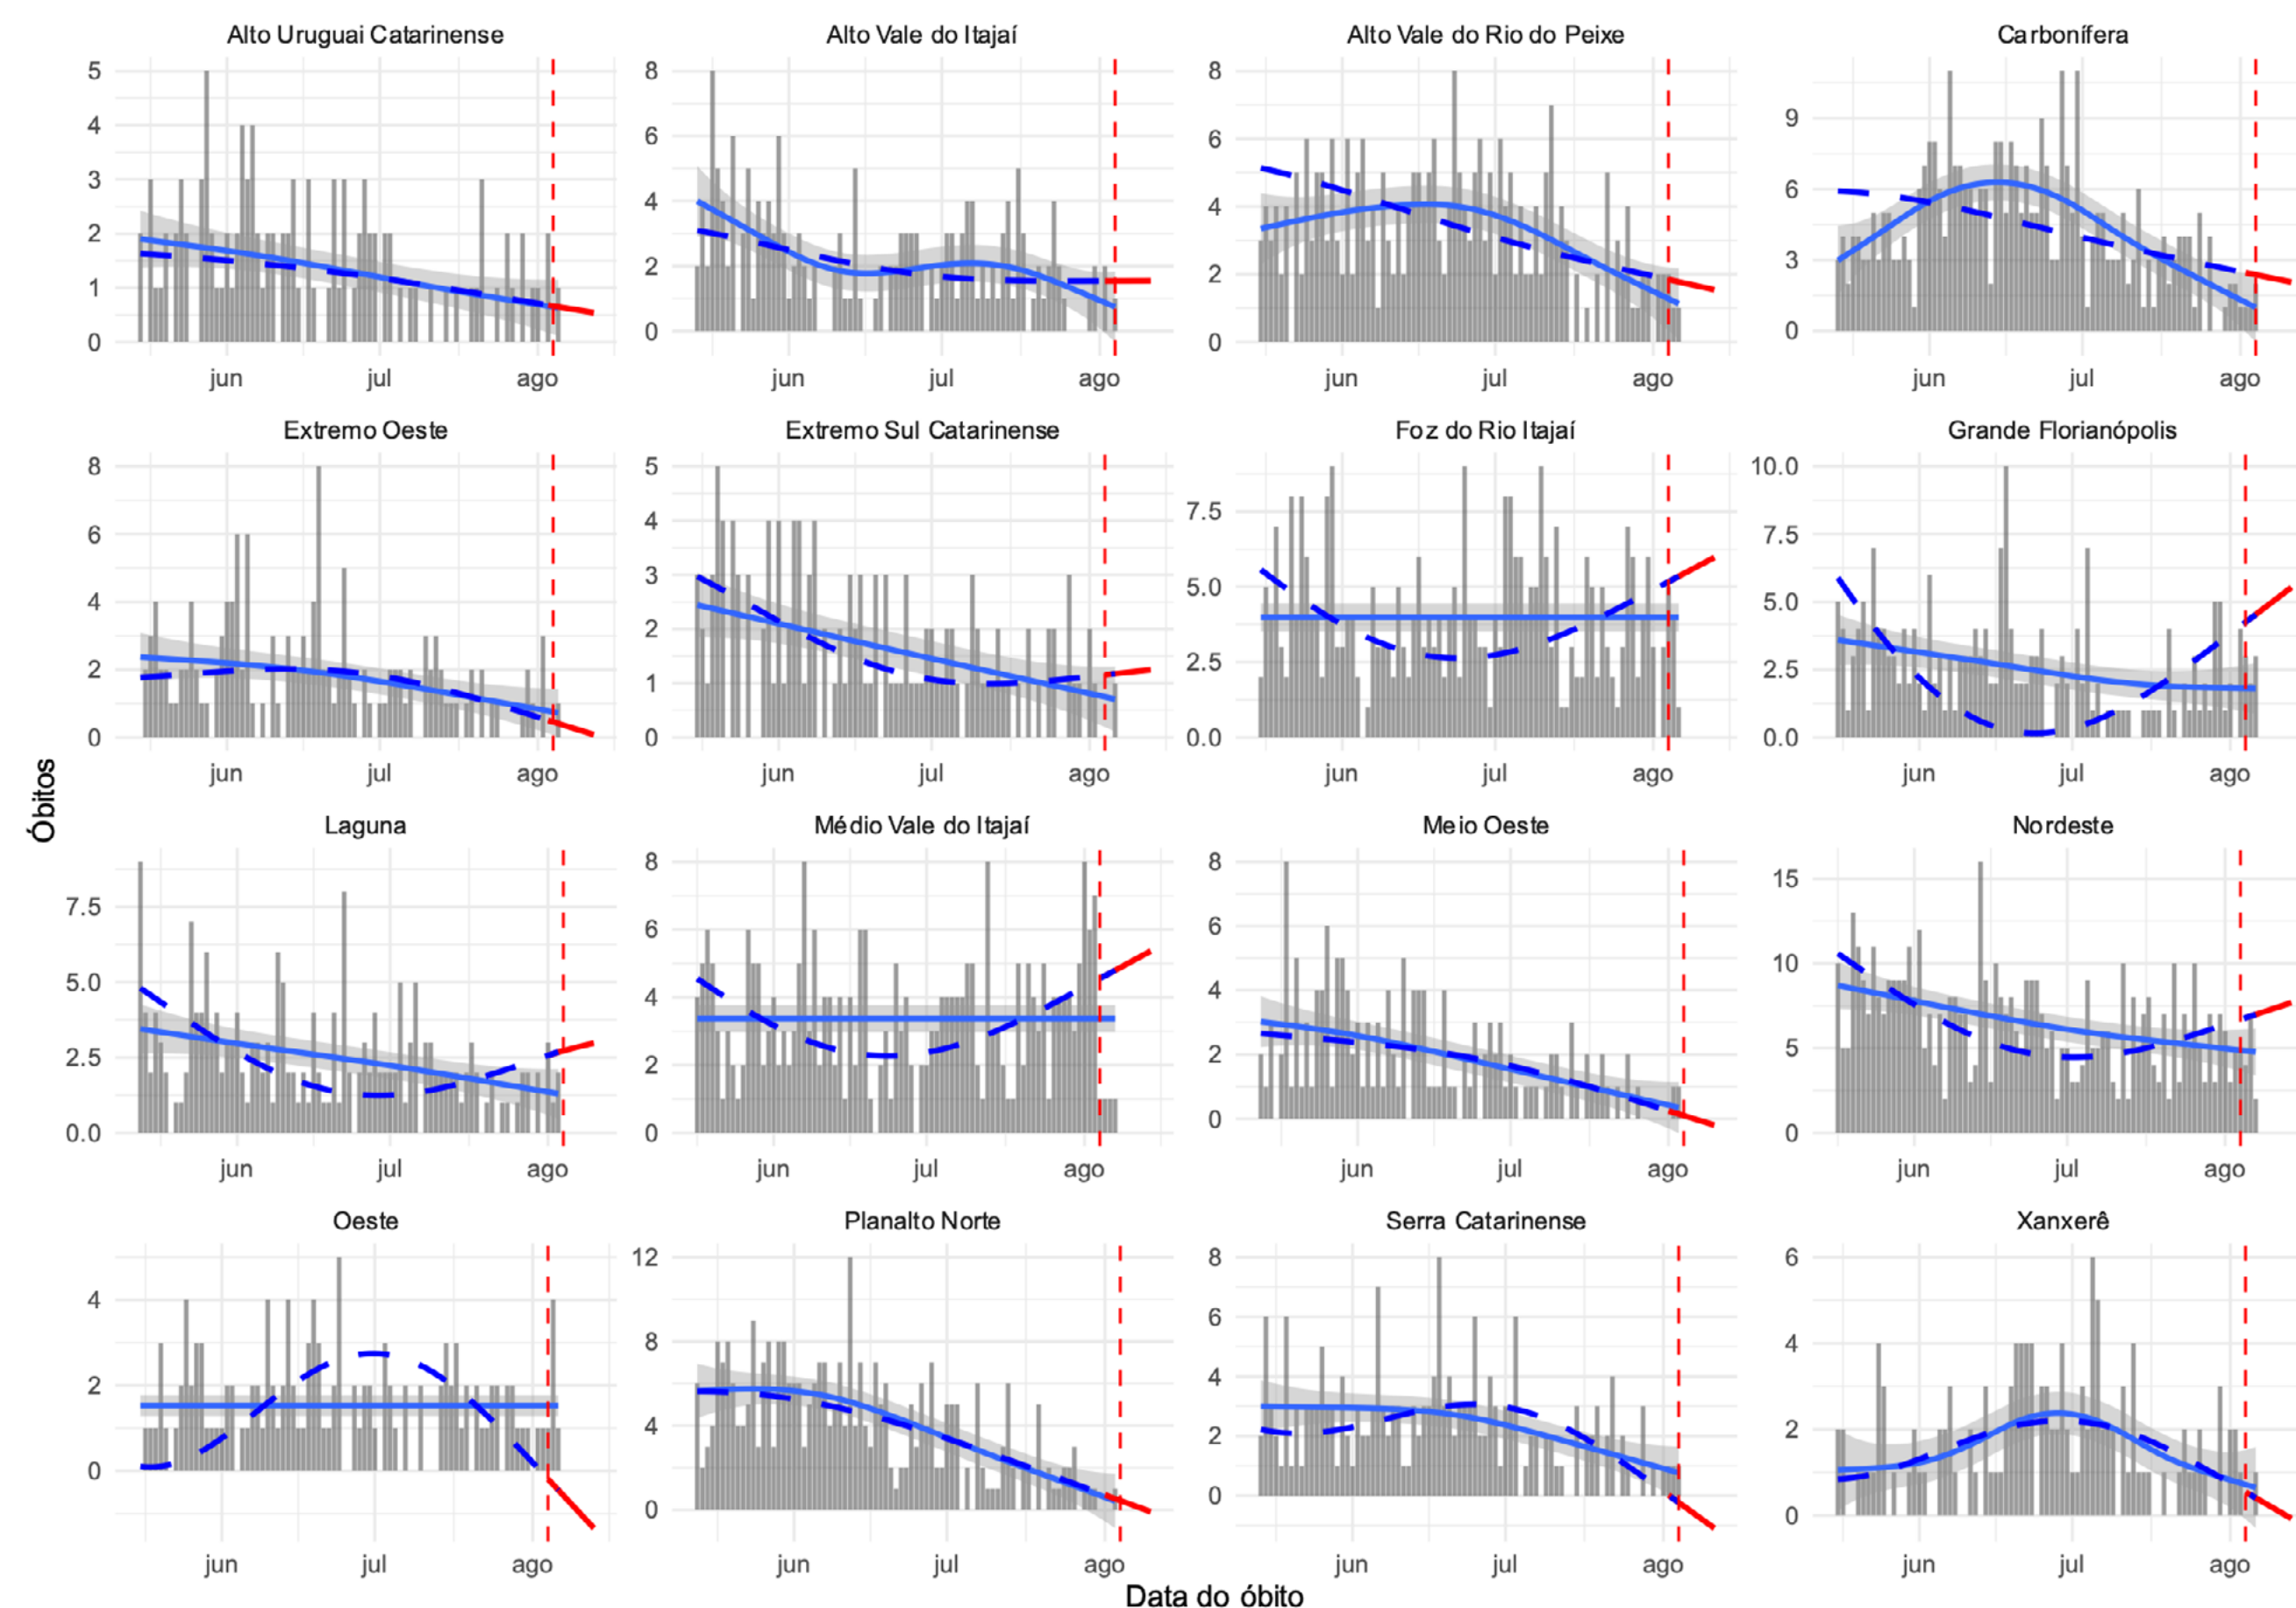 Alto Uruguai Catarinense
Alto Vale do Itajaí
Alto Vale do Rio do Peixe
Carbonífera
5
4
3
2
1
0
jun jul ago
8
6
4
2
0
jun jul ago
8
6
4
2
0
jun jul ago
9
6
3
0
jun jul ago
Extremo Oeste
Extremo Sul Catarinense
Foz do Rio Itajaí
Grande Florianópolis
8
6
4
2
0
jun jul ago
5
4
3
2
1
0
jun jul ago
7.5
5.0
2.5
0.0
jun jul ago
10.0
7.5
5.0
2.5
0.0
jun jul ago
Óbitos
Laguna
Médio Vale do Itajaí
Meio Oeste
Nordeste
7.5
5.0
2.5
0.0
jun jul ago
8
6
4
2
0
jun jul ago
8
6
4
2
0
jun jul ago
15
10
5
0
jun jul ago
Oeste
Planalto Norte
Serra Catarinense
Xanxerê
4
2
0
jun jul ago
12
8
4
0
jun jul ago
8
6
4
2
0
jun jul ago
6
4
2
0
jun jul ago
Data do óbito